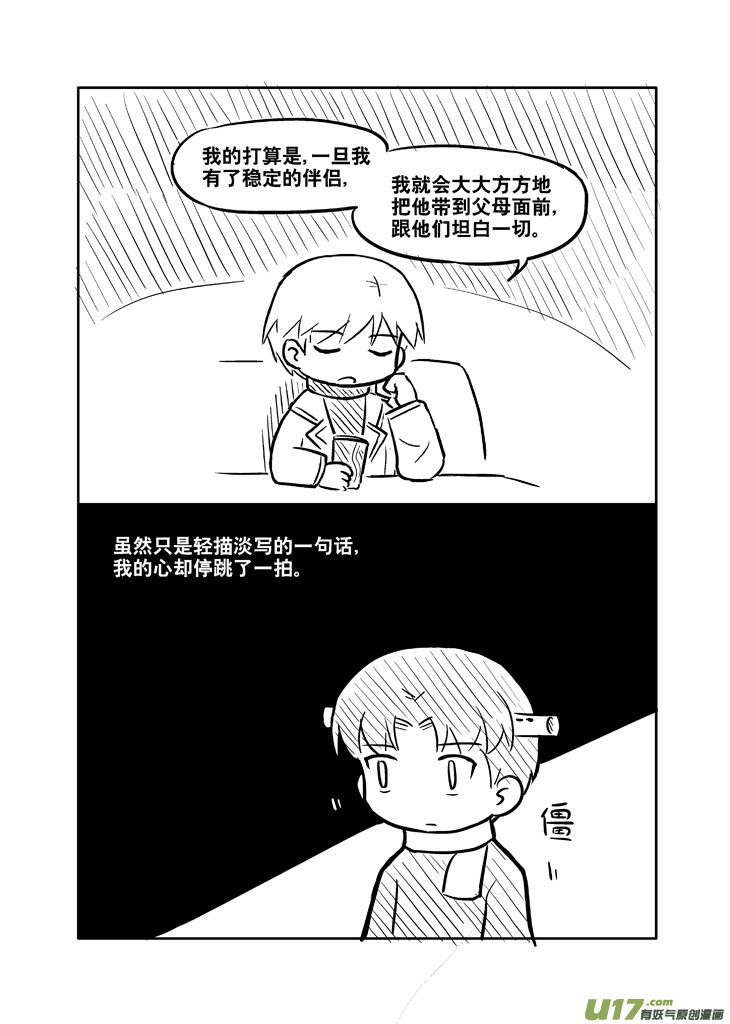 我的打算是,一旦我
有了稳定的伴侣,
我就会大大方方地
把他带到父母面前,
跟他们坦白一切。
虽然只是轻描淡写的一句话,
我的心却停跳了一拍。
僵
U17.com
有妖气原创漫画